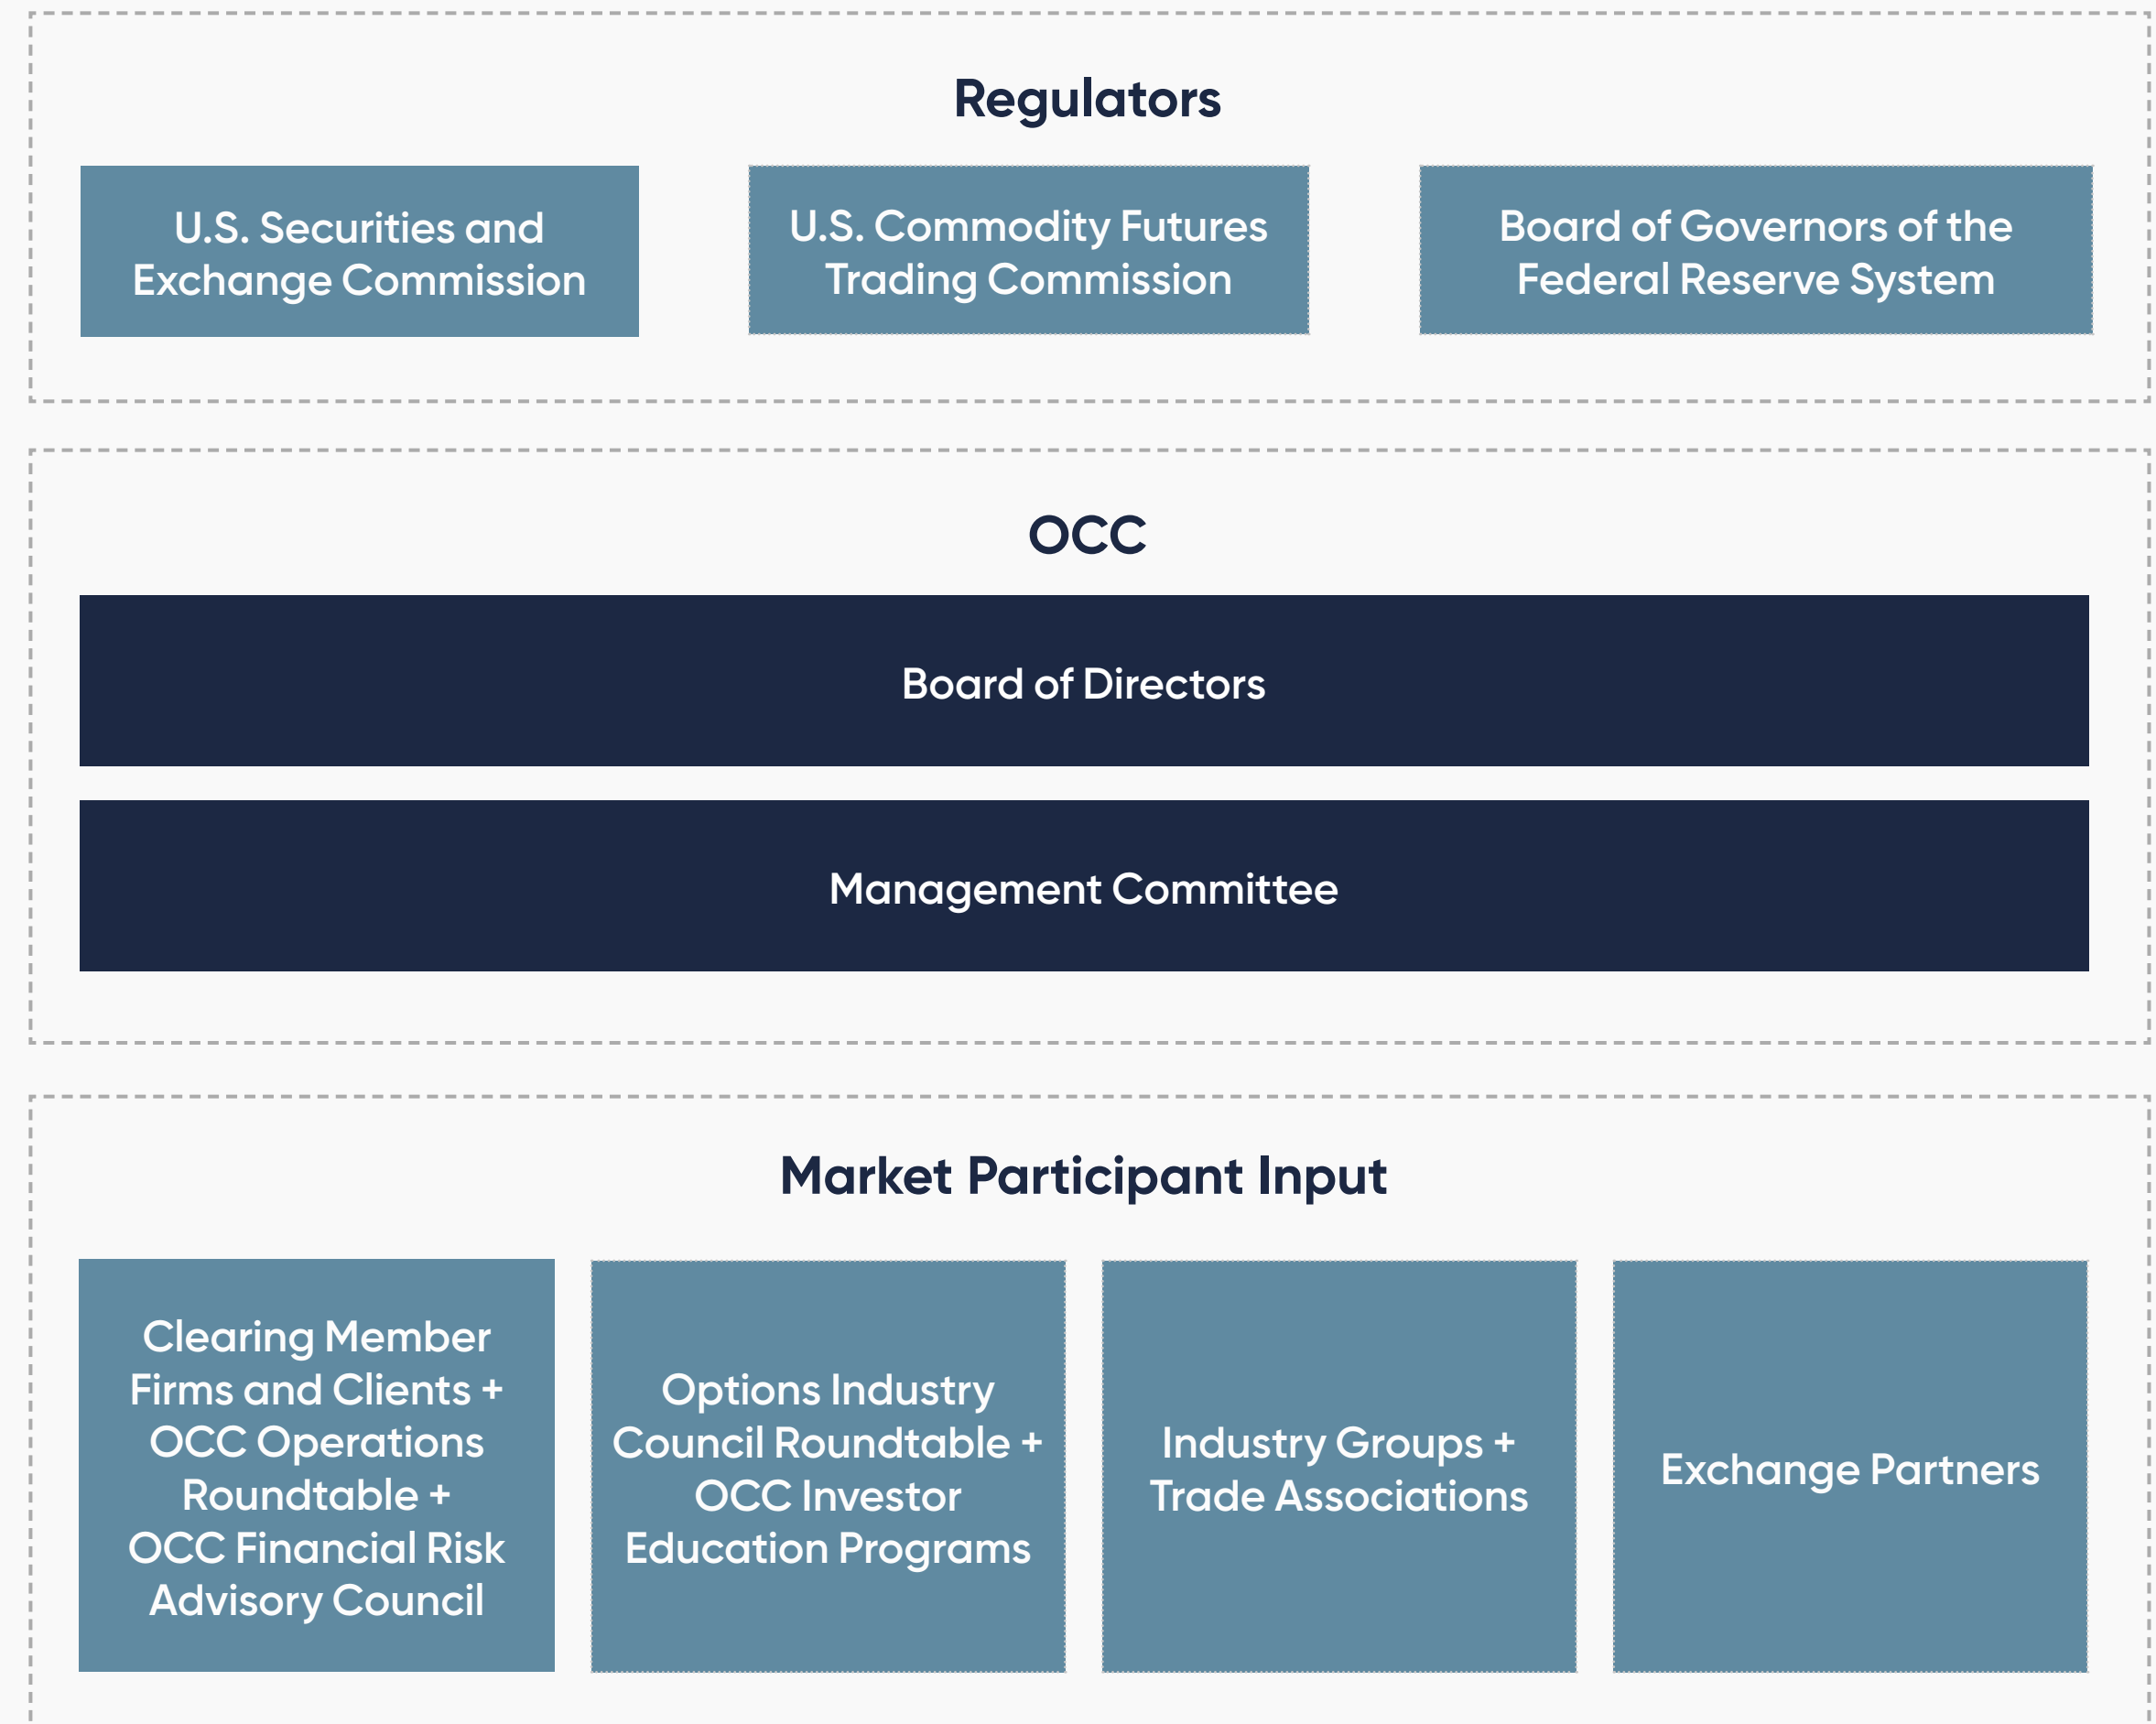 Regulators
U.S. Securities and
Exchange Commission
U.S. Commodity Futures
Trading Commission
Board of Governors of the
Federal Reserve System
OCC
Board of Directors
Management Committee
Market Participant Input
Clearing Member
Firms and Clients +
OCC Operations
Roundtable +
OCC Financial Risk
Advisory Council
Options Industry
Council Roundtable +
OCC Investor
Education Programs
Industry Groups +
Trade Associations
Exchange Partners